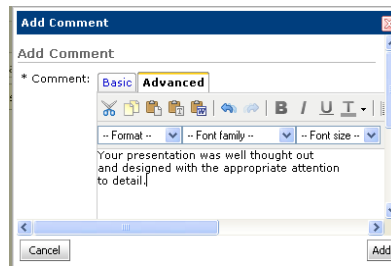 Add Comment
Add Comment
* Comment: Basic Advanced
B I U T
-- Format -- -- Font family -- -- Font size --
Your presentation was well thought out
and designed with the appropriate attention
to detail.
Cancel Add